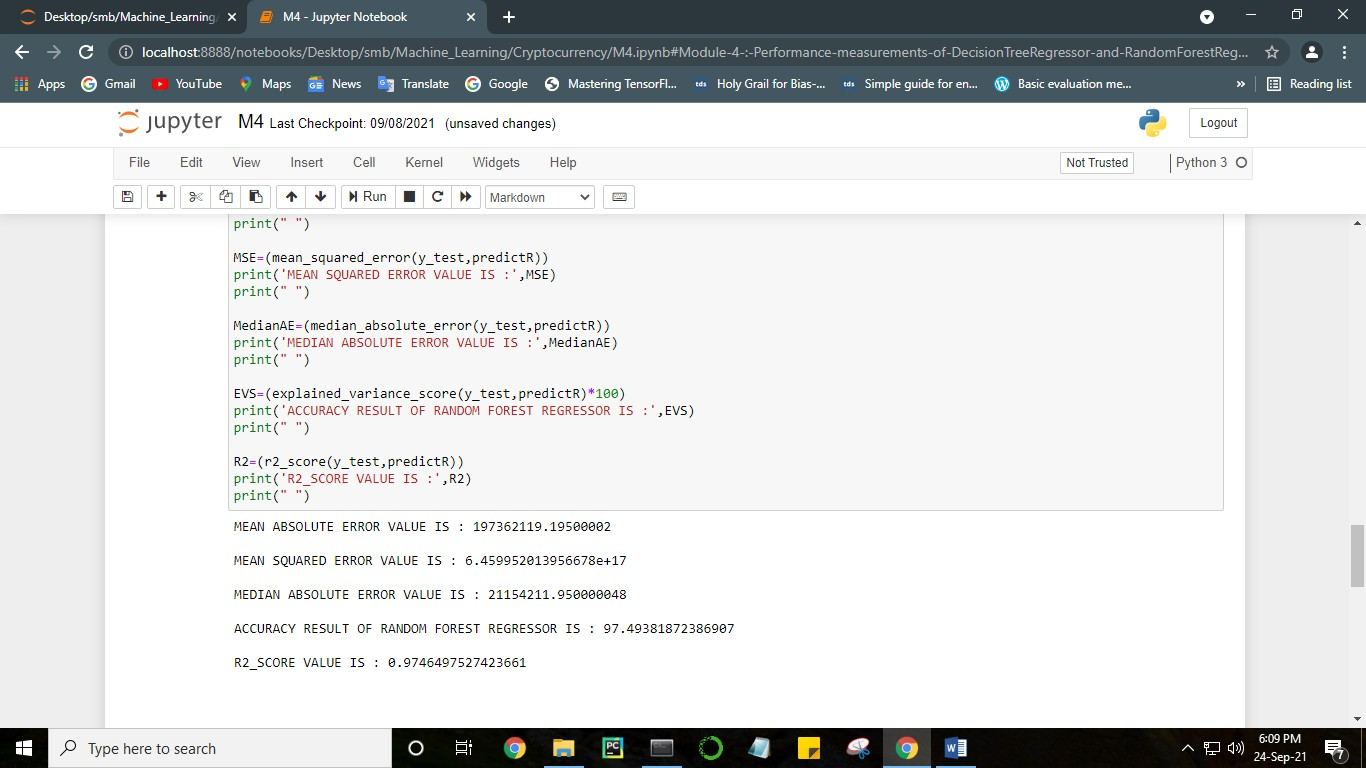 Desktop/smb/Machine_Learning
M4 - Jupyter Notebook
localhost:8888/notebooks/Desktop/smb/Machine_Learning/Cryptocurrency/M4.ipynb#Module-4-:-Performance-measurements-of-DecisionTreeRegressor-and-RandomForestReg...
Apps Gmail YouTube Maps News Translate Google Mastering TensorFl... Holy Grail for Bias-... Simple guide for en... Basic evaluation me... » Reading list
jupyter M4 Last Checkpoint: 09/08/2021 (unsaved changes) Logout
File Edit View Insert Cell Kernel Widgets Help Not Trusted Python 3
Run Markdown
print(" ")
MSE=(mean_squared_error(y_test,predictR))
print('MEAN SQUARED ERROR VALUE IS :',MSE)
print(" ")
MedianAE=(median_absolute_error(y_test,predictR))
print('MEDIAN ABSOLUTE ERROR VALUE IS :',MedianAE)
print(" ")
EVS=(explained_variance_score(y_test,predictR)*100)
print('ACCURACY RESULT OF RANDOM FOREST REGRESSOR IS :',EVS)
print(" ")
R2=(r2_score(y_test,predictR))
print('R2_SCORE VALUE IS :',R2)
print(" ")
MEAN ABSOLUTE ERROR VALUE IS : 197362119.19500002
MEAN SQUARED ERROR VALUE IS : 6.459952013956678e+17
MEDIAN ABSOLUTE ERROR VALUE IS : 21154211.950000048
ACCURACY RESULT OF RANDOM FOREST REGRESSOR IS : 97.49381872386907
R2_SCORE VALUE IS : 0.9746497527423661
Type here to search
6:09 PM
24-Sep-21
7